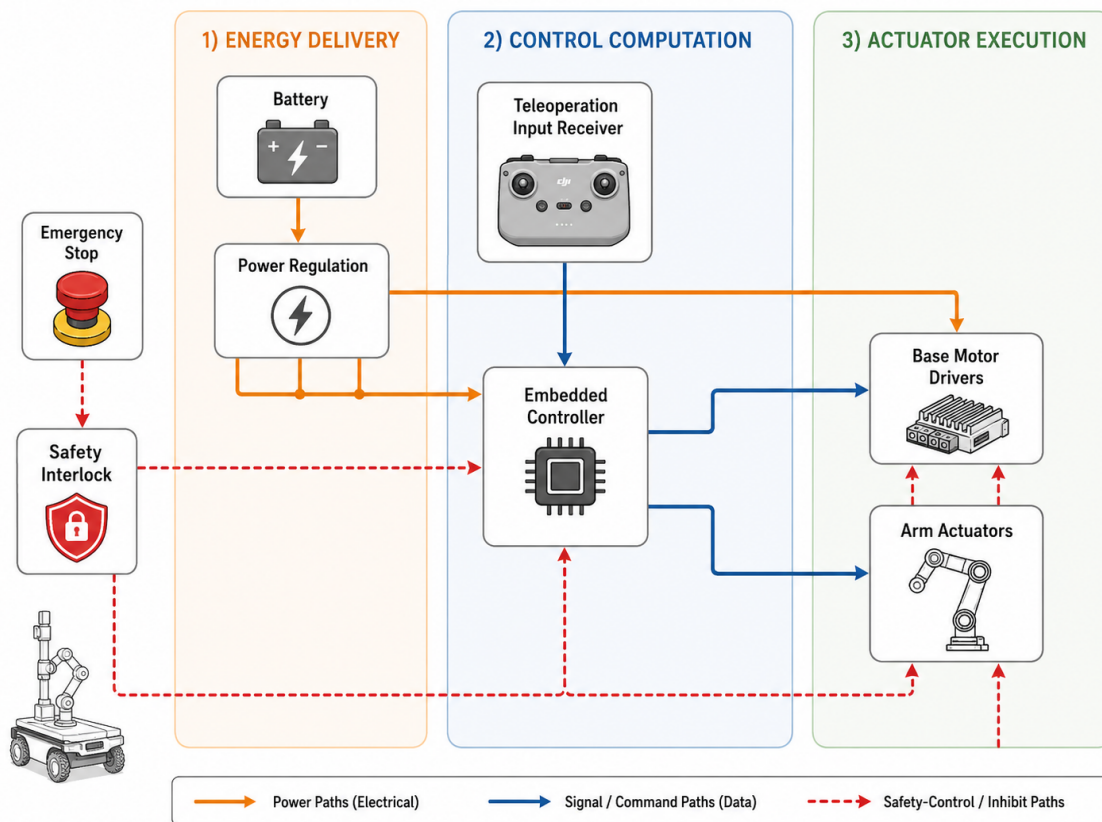 1) ENERGY DELIVERY
2) CONTROL COMPUTATION
3) ACTUATOR EXECUTION
Battery
+ −
Teleoperation
Input Receiver
dji
Emergency
Stop
Power Regulation
Base Motor
Drivers
Embedded
Controller
Safety
Interlock
Arm Actuators
Power Paths (Electrical)
Signal / Command Paths (Data)
Safety-Control / Inhibit Paths